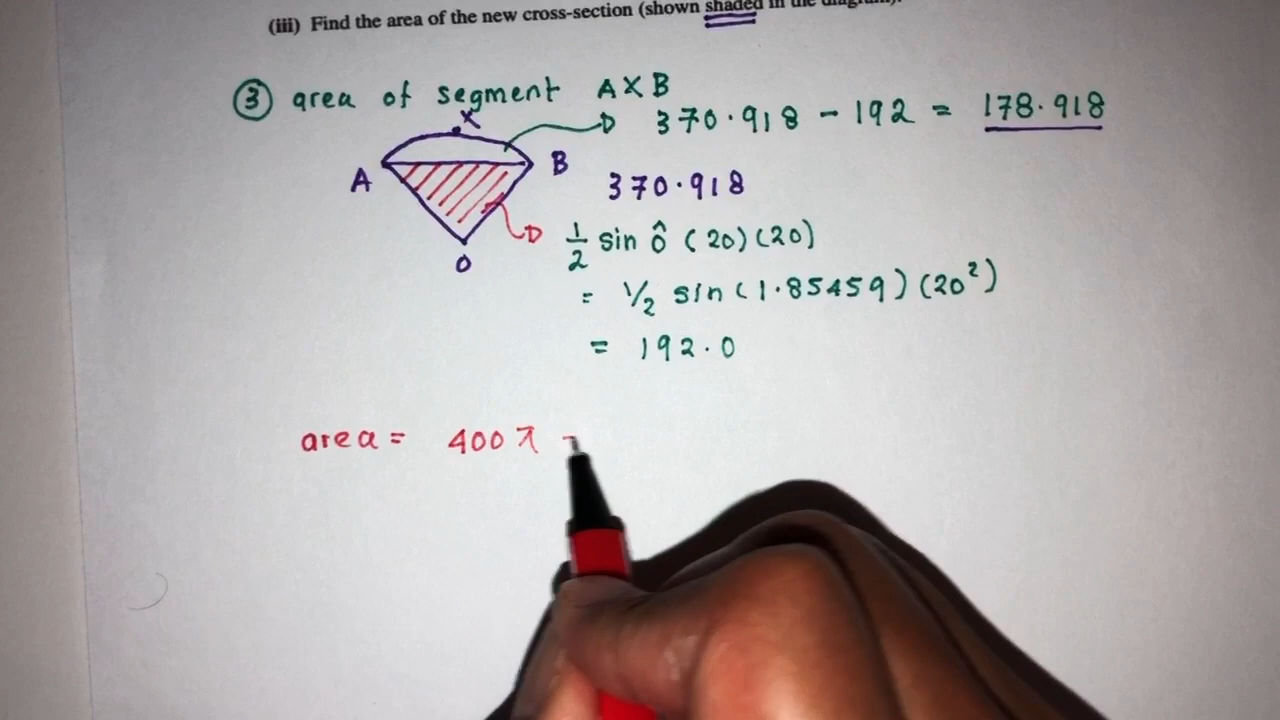 (iii) Find the area of the new cross-section (shown shaded in the diagram).
③ area of segment AXB
370.918 - 192 = 178.918
X
A
B
370.918
O
1/2 sin ô (20)(20)
= 1/2 sin(1.85459)(20²)
= 192.0
area = 400π -